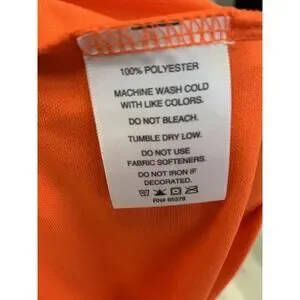 100% POLYESTER
MACHINE WASH COLD
WITH LIKE COLORS.
DO NOT BLEACH.
TUMBLE DRY LOW.
DO NOT USE
FABRIC SOFTENERS.
DO NOT IRON IF
DECORATED.
RN# 65378